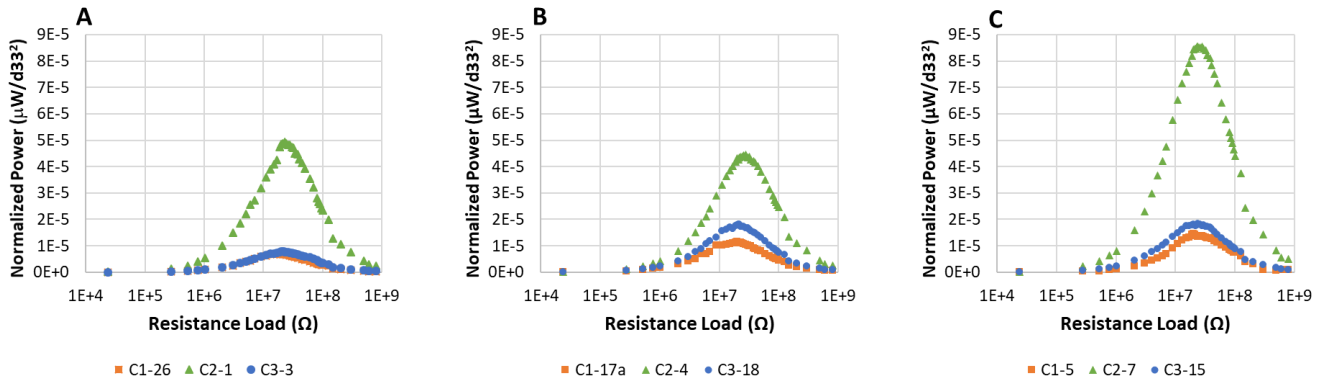 A
Normalized Power (μW/d33²)
9E-5
8E-5
7E-5
6E-5
5E-5
4E-5
3E-5
2E-5
1E-5
0E+0
1E+4 1E+5 1E+6 1E+7 1E+8 1E+9
Resistance Load (Ω)
C1-26 C2-1 C3-3
B
Normalized Power (μW/d33²)
9E-5
8E-5
7E-5
6E-5
5E-5
4E-5
3E-5
2E-5
1E-5
0E+0
1E+4 1E+5 1E+6 1E+7 1E+8 1E+9
Resistance Load (Ω)
C1-17a C2-4 C3-18
C
Normalized Power (μW/d33²)
9E-5
8E-5
7E-5
6E-5
5E-5
4E-5
3E-5
2E-5
1E-5
0E+0
1E+4 1E+5 1E+6 1E+7 1E+8 1E+9
Resistance Load (Ω)
C1-5 C2-7 C3-15